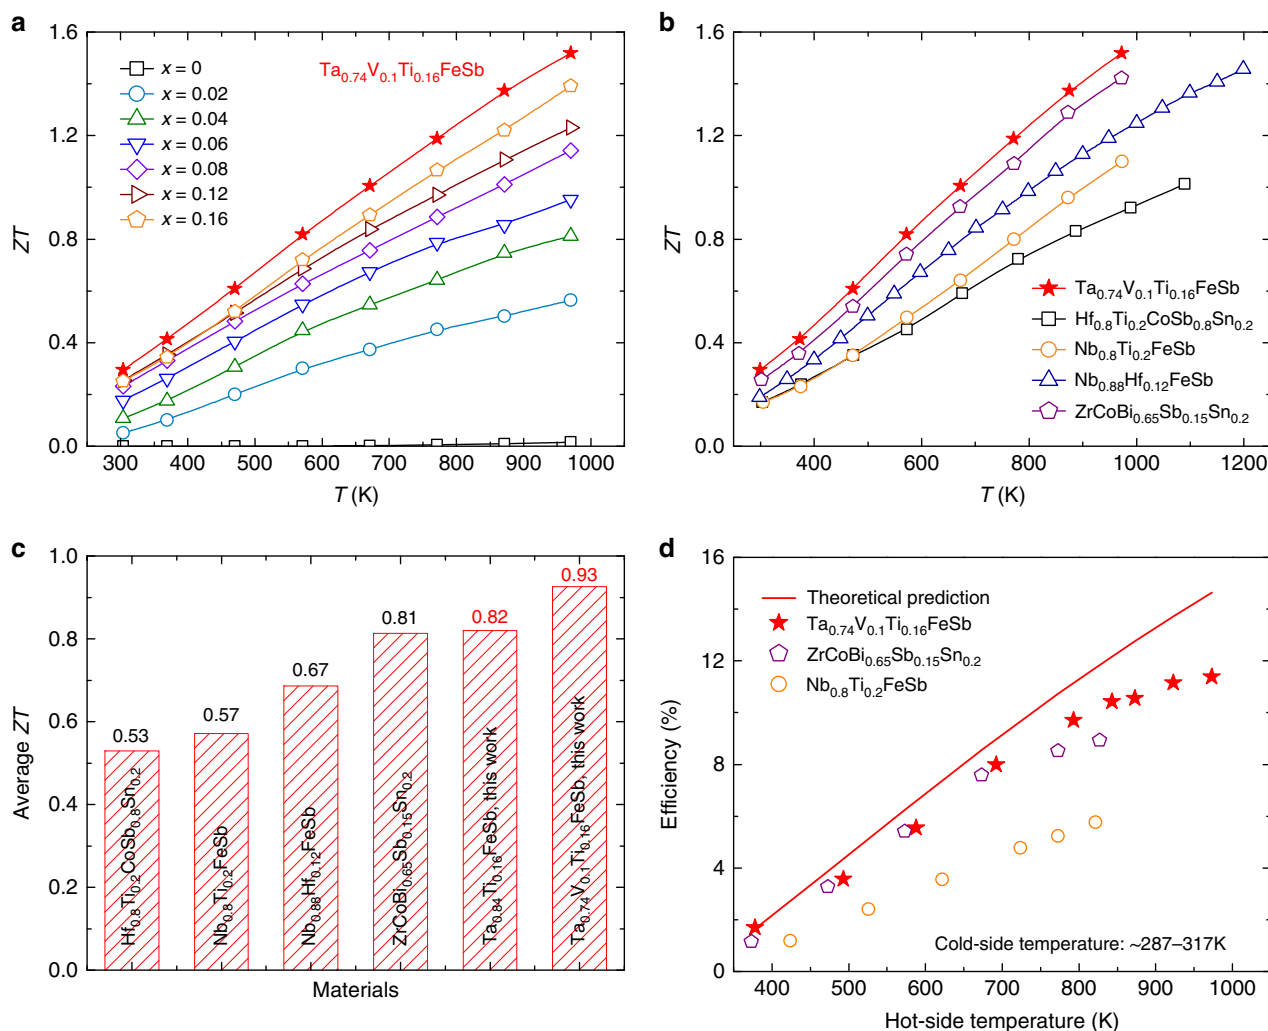 a
ZT
1.6
1.2
0.8
0.4
0.0
x = 0
x = 0.02
x = 0.04
x = 0.06
x = 0.08
x = 0.12
x = 0.16
Ta0.74V0.1Ti0.16FeSb
300 400 500 600 700 800 900 1000
T (K)
b
ZT
1.6
1.2
0.8
0.4
0.0
Ta0.74V0.1Ti0.16FeSb
Hf0.8Ti0.2CoSb0.8Sn0.2
Nb0.8Ti0.2FeSb
Nb0.88Hf0.12FeSb
ZrCoBi0.65Sb0.15Sn0.2
400 600 800 1000 1200
T (K)
c
Average ZT
1.0
0.8
0.6
0.4
0.2
0.0
0.53
0.57
0.67
0.81
0.82
0.93
Hf0.8Ti0.2CoSb0.8Sn0.2
Nb0.8Ti0.2FeSb
Nb0.88Hf0.12FeSb
ZrCoBi0.65Sb0.15Sn0.2
Ta0.84Ti0.16FeSb, this work
Ta0.74V0.1Ti0.16FeSb, this work
Materials
d
Efficiency (%)
16
12
8
4
0
Theoretical prediction
Ta0.74V0.1Ti0.16FeSb
ZrCoBi0.65Sb0.15Sn0.2
Nb0.8Ti0.2FeSb
Cold-side temperature: ~287–317K
400 500 600 700 800 900 1000
Hot-side temperature (K)